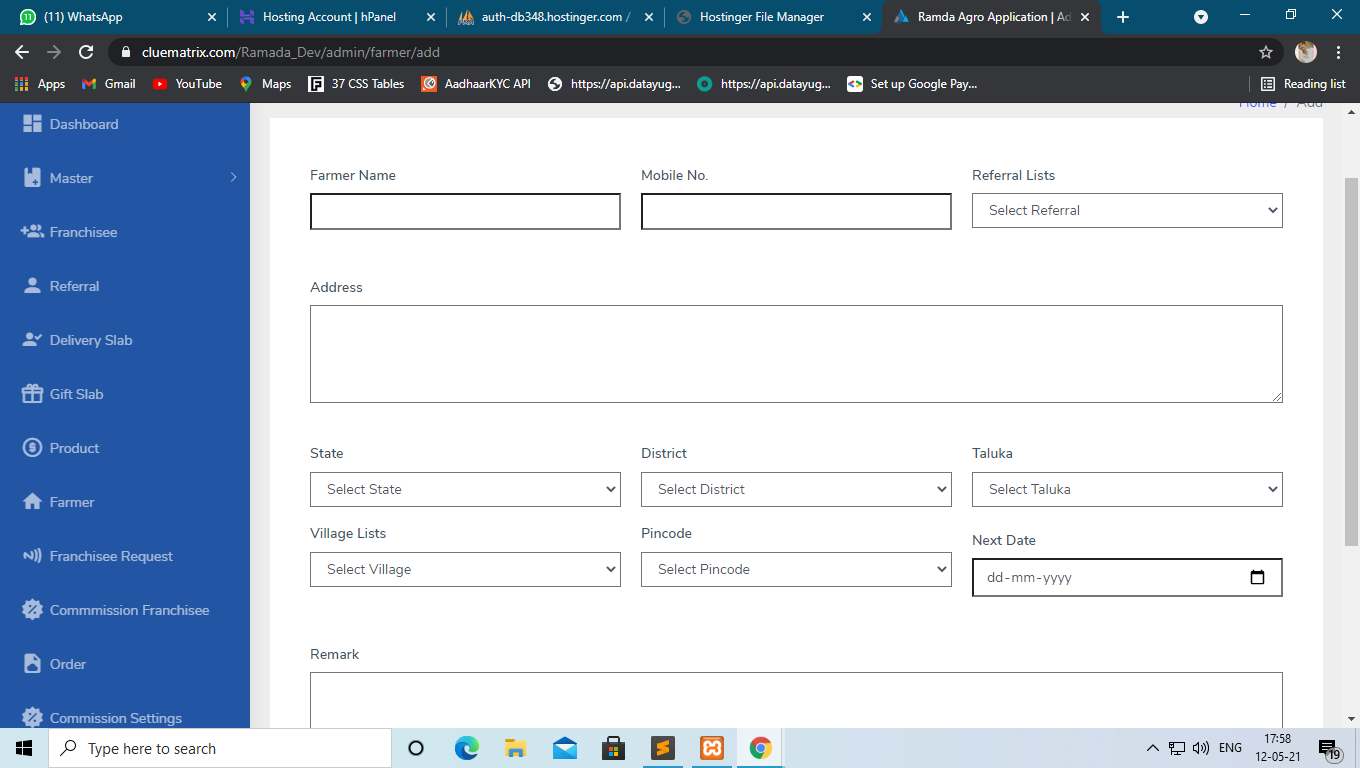 11
(11) WhatsApp
Hosting Account | hPanel
auth-db348.hostinger.com /
Hostinger File Manager
Ramda Agro Application | Ad
cluematrix.com/Ramada_Dev/admin/farmer/add
Apps
Gmail
YouTube
Maps
37 CSS Tables
AadhaarKYC API
https://api.datayug...
https://api.datayug...
Set up Google Pay...
Reading list
Home / Add
Dashboard
Master
Franchisee
Referral
Delivery Slab
Gift Slab
Product
Farmer
Franchisee Request
Commmission Franchisee
Order
Commission Settings
Farmer Name
Mobile No.
Referral Lists
Select Referral
Address
State
District
Taluka
Select State
Select District
Select Taluka
Village Lists
Pincode
Next Date
Select Village
Select Pincode
dd-mm-yyyy
Remark
Type here to search
ENG
17:58
12-05-21
19